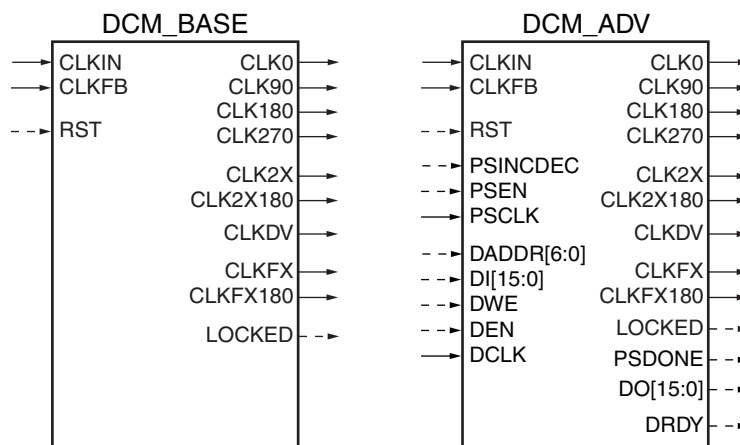 DCM_BASE
CLKIN
CLKFB
RST
CLK0
CLK90
CLK180
CLK270
CLK2X
CLK2X180
CLKDV
CLKFX
CLKFX180
LOCKED
DCM_ADV
CLKIN
CLKFB
RST
PSINCDEC
PSEN
PSCLK
DADDR[6:0]
DI[15:0]
DWE
DEN
DCLK
CLK0
CLK90
CLK180
CLK270
CLK2X
CLK2X180
CLKDV
CLKFX
CLKFX180
LOCKED
PSDONE
DO[15:0]
DRDY